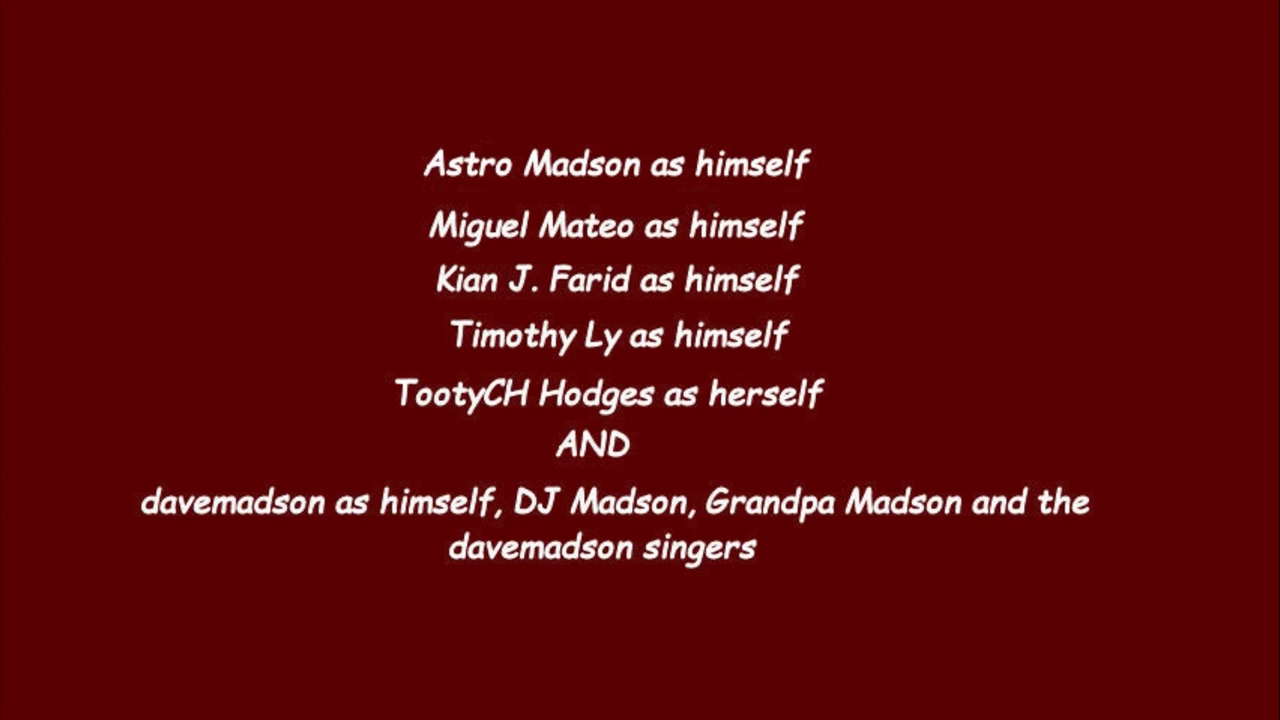 Astro Madson as himself
Miguel Mateo as himself
Kian J. Farid as himself
Timothy Ly as himself
TootyCH Hodges as herself
AND
davemadson as himself, DJ Madson, Grandpa Madson and the
davemadson singers